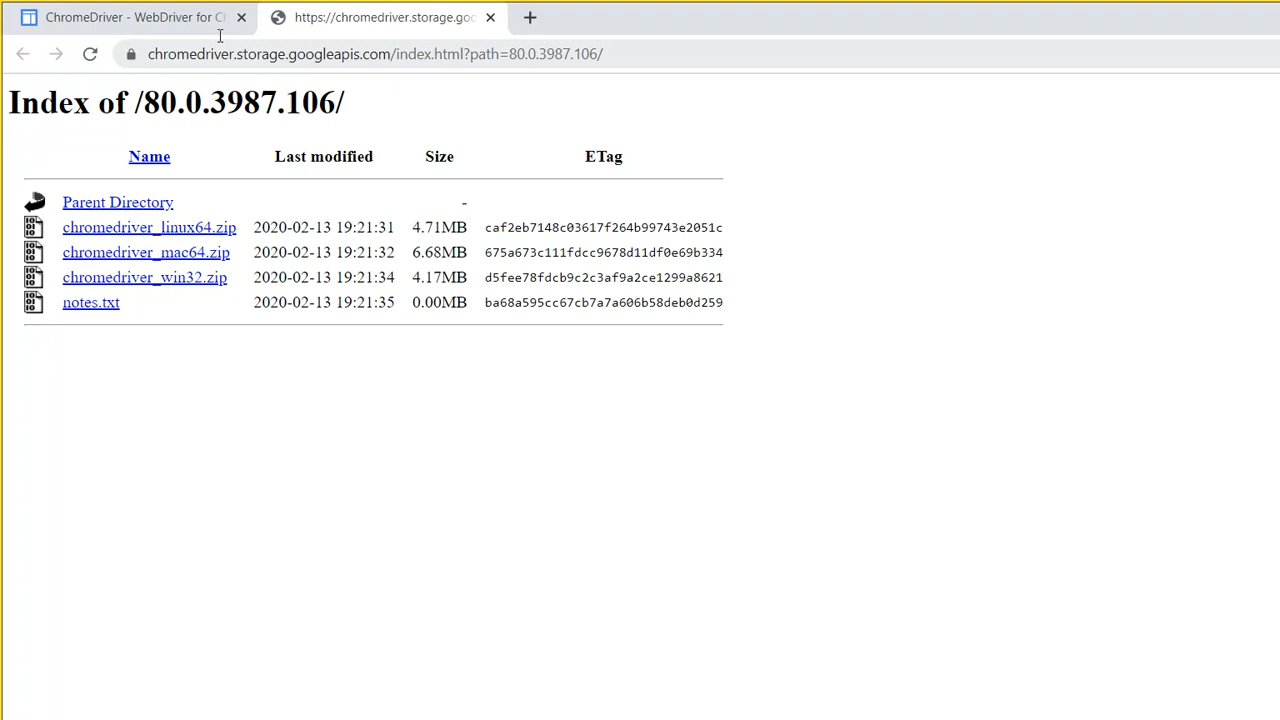 ChromeDriver - WebDriver for C
https://chromedriver.storage.goo
chromedriver.storage.googleapis.com/index.html?path=80.0.3987.106/
Index of /80.0.3987.106/
Name Last modified Size ETag
Parent Directory -
chromedriver_linux64.zip 2020-02-13 19:21:31 4.71MB caf2eb7148c03617f264b99743e2051c
chromedriver_mac64.zip 2020-02-13 19:21:32 6.68MB 675a673c111fdcc9678d11df0e69b334
chromedriver_win32.zip 2020-02-13 19:21:34 4.17MB d5fee78fdcb9c2c3af9a2ce1299a8621
notes.txt 2020-02-13 19:21:35 0.00MB ba68a595cc67cb7a7a606b58deb0d259